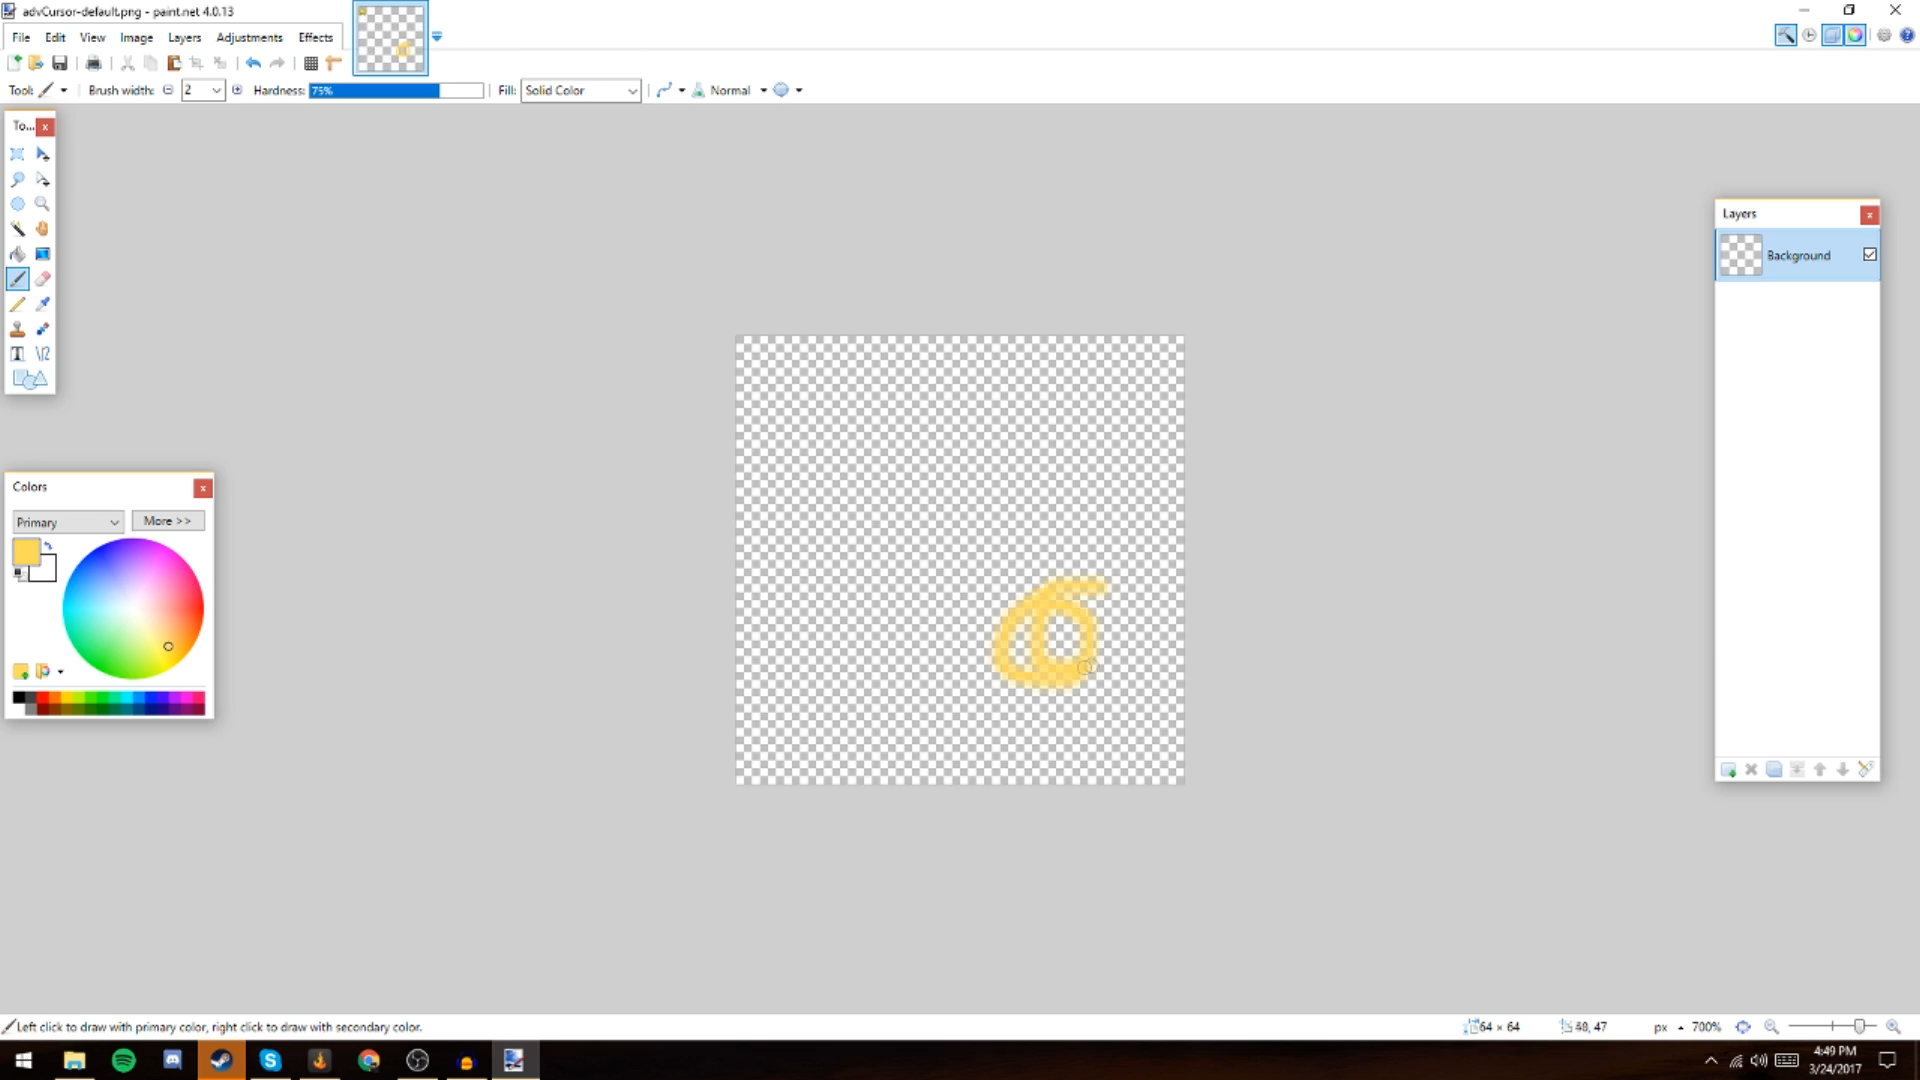 advCursor-default.png - paint.net 4.0.13
File Edit View Image Layers Adjustments Effects
Tool: Brush width: 2 Hardness: 75% Fill: Solid Color Normal
To...
Layers
Background
Colors
Primary More >>
Left click to draw with primary color, right click to draw with secondary color.
64 × 64
48, 47
px 700%
4:49 PM
3/24/2017